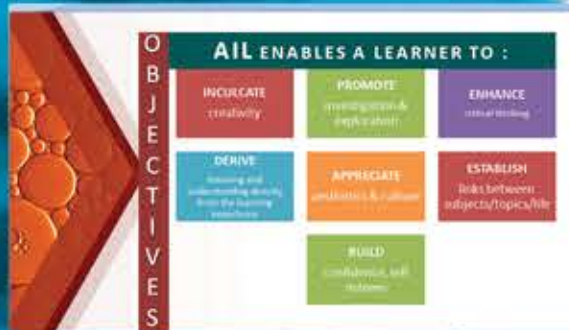 OBJECTIVES
AIL ENABLES A LEARNER TO :
INCULCATE
creativity
PROMOTE
investigation &
exploration
ENHANCE
critical thinking
DERIVE
meaning and
understanding directly
from the learning
experience
APPRECIATE
aesthetics & culture
ESTABLISH
links between
subjects/topics/life
BUILD
confidence, self
esteem